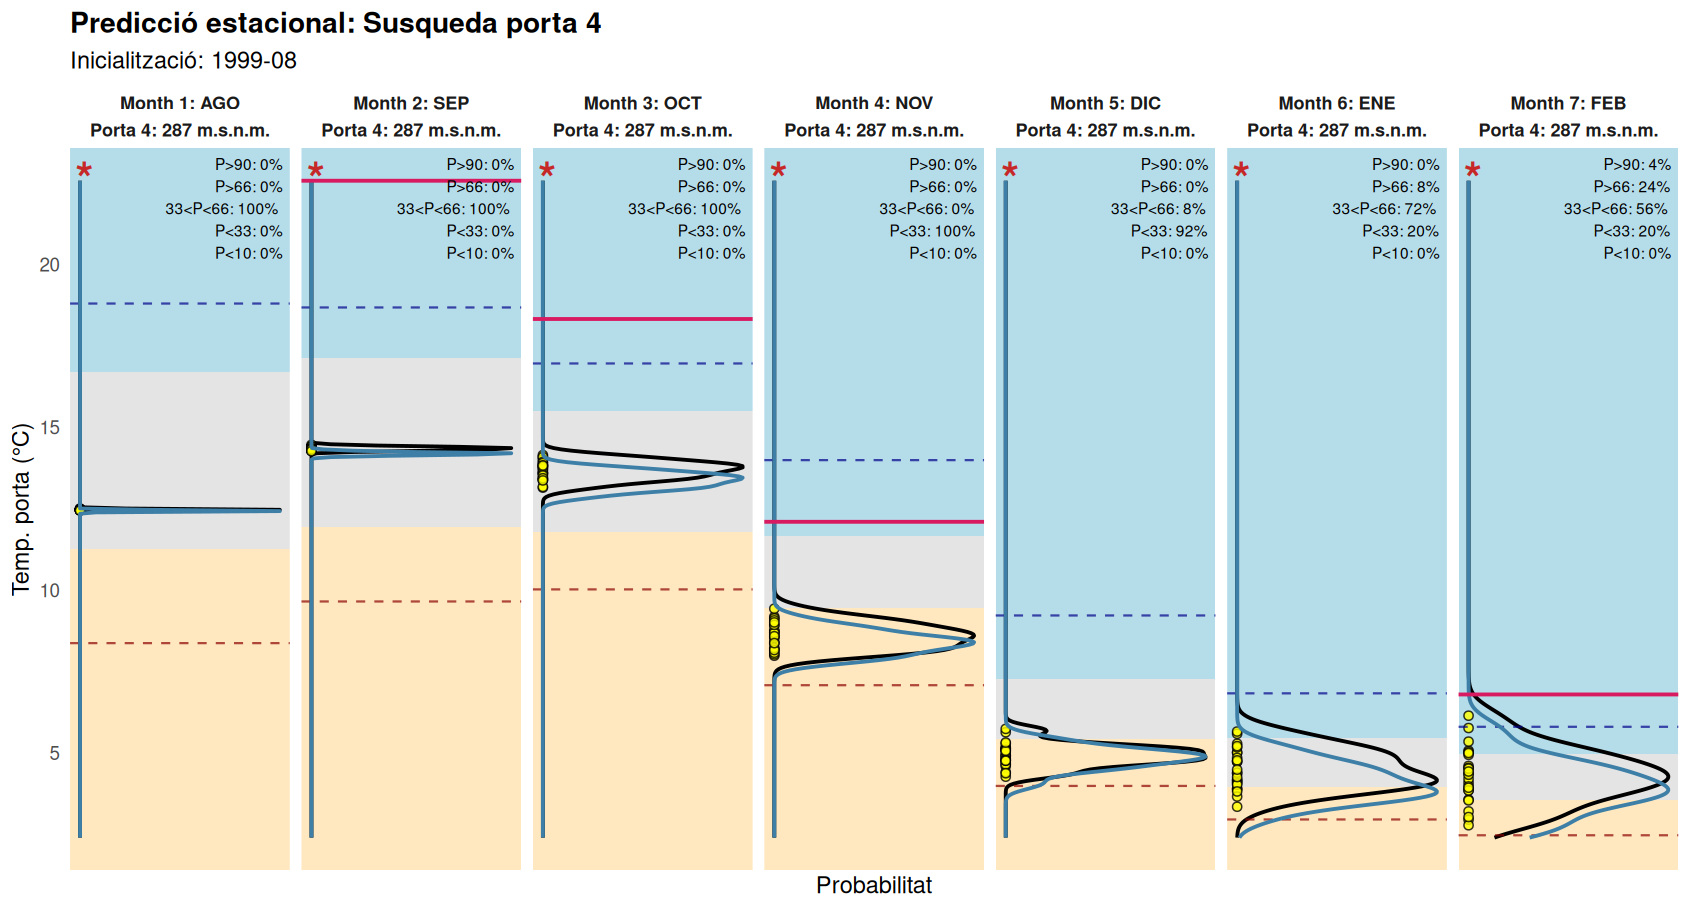 Predicció estacional: Susqueda porta 4
Inicialització: 1999-08
Month 1: AGO
Porta 4: 287 m.s.n.m.
Month 2: SEP
Porta 4: 287 m.s.n.m.
Month 3: OCT
Porta 4: 287 m.s.n.m.
Month 4: NOV
Porta 4: 287 m.s.n.m.
Month 5: DIC
Porta 4: 287 m.s.n.m.
Month 6: ENE
Porta 4: 287 m.s.n.m.
Month 7: FEB
Porta 4: 287 m.s.n.m.
*
P>90: 0%
P>66: 0%
33<P<66: 100%
P<33: 0%
P<10: 0%
*
P>90: 0%
P>66: 0%
33<P<66: 100%
P<33: 0%
P<10: 0%
*
P>90: 0%
P>66: 0%
33<P<66: 100%
P<33: 0%
P<10: 0%
*
P>90: 0%
P>66: 0%
33<P<66: 0%
P<33: 100%
P<10: 0%
*
P>90: 0%
P>66: 0%
33<P<66: 8%
P<33: 92%
P<10: 0%
*
P>90: 0%
P>66: 8%
33<P<66: 72%
P<33: 20%
P<10: 0%
*
P>90: 4%
P>66: 24%
33<P<66: 56%
P<33: 20%
P<10: 0%
20
15
10
5
Temp. porta (°C)
Probabilitat